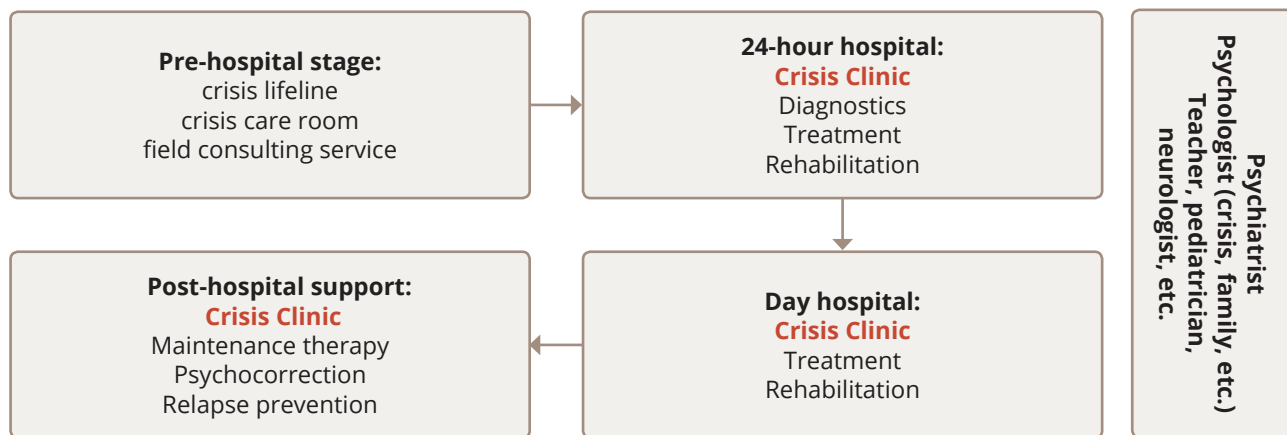 Pre-hospital stage:
crisis lifeline
crisis care room
field consulting service
24-hour hospital:
Crisis Clinic
Diagnostics
Treatment
Rehabilitation
Day hospital:
Crisis Clinic
Treatment
Rehabilitation
Post-hospital support:
Crisis Clinic
Maintenance therapy
Psychocorrection
Relapse prevention
Psychiatrist
Psychologist (crisis, family, etc.)
Teacher, pediatrician,
neurologist, etc.